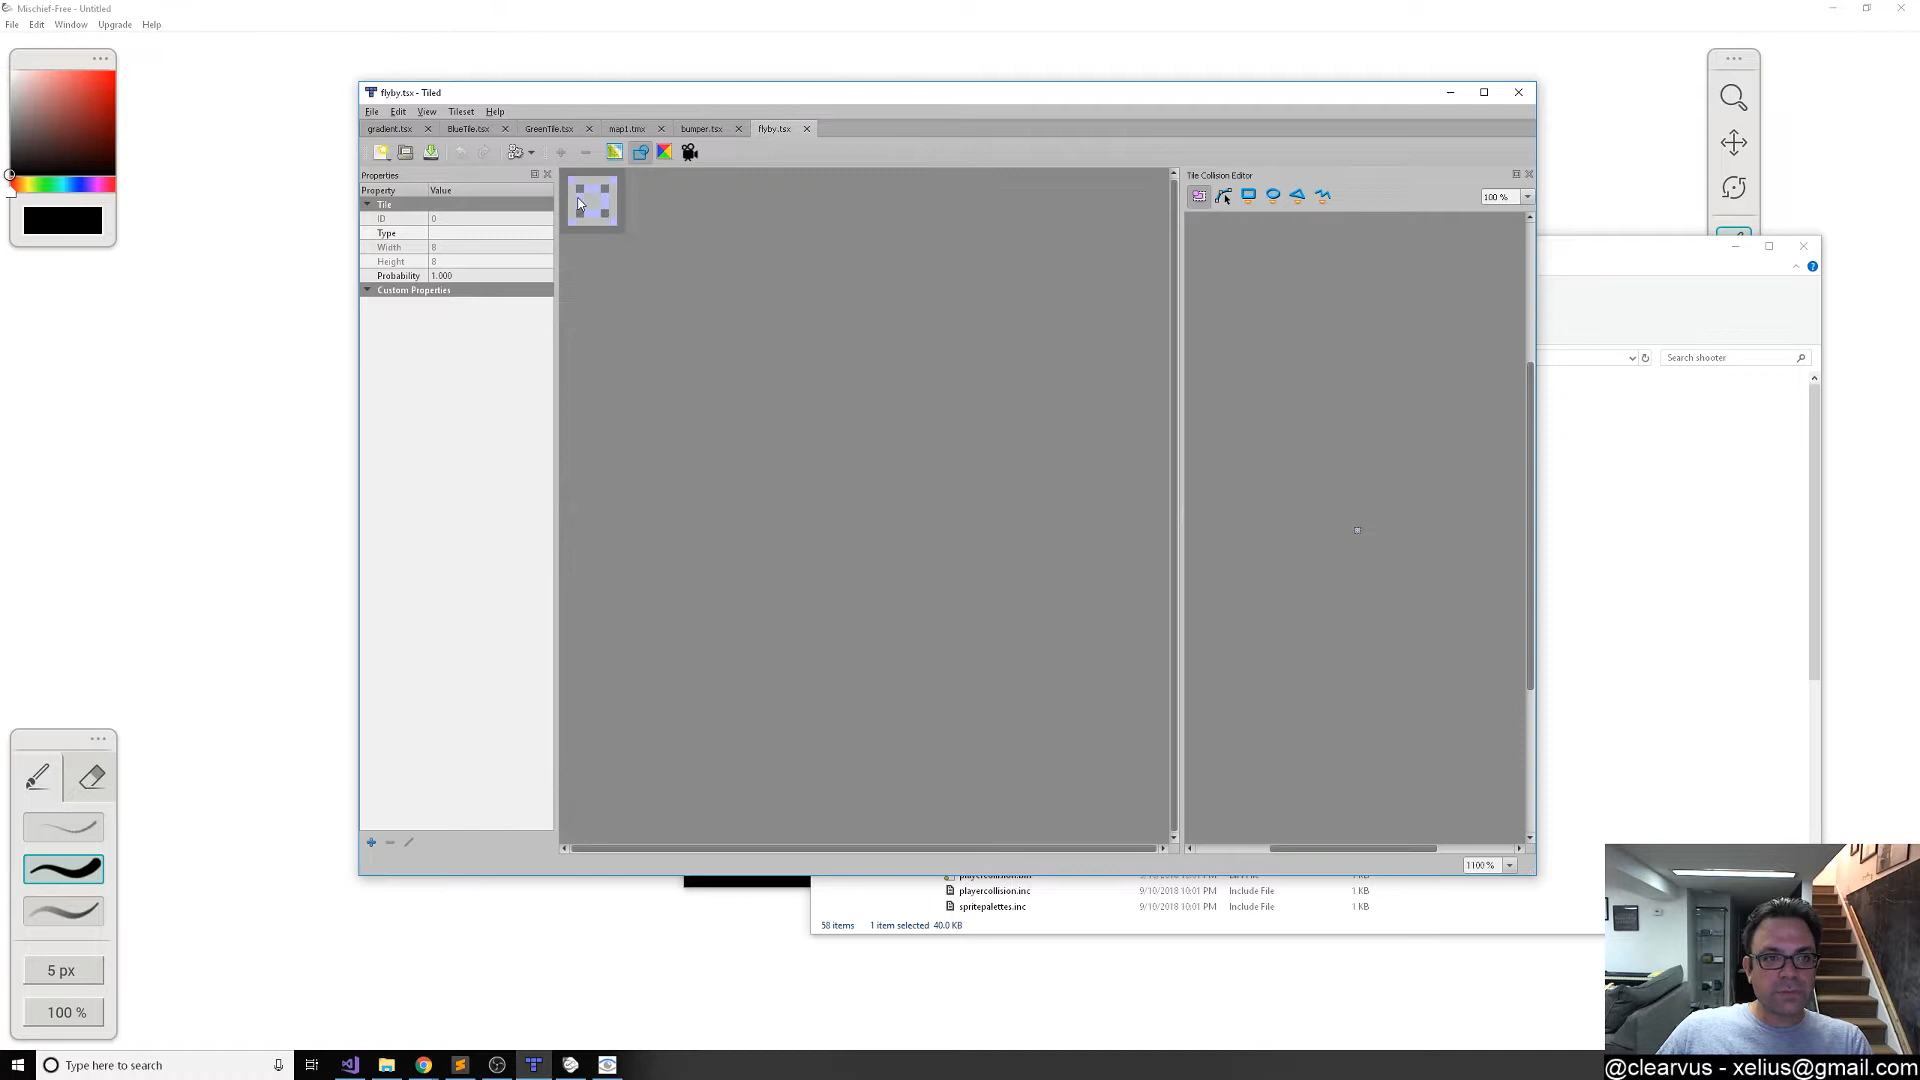 Mischief-Free - Untitled
File Edit Window Upgrade Help
flyby.tsx - Tiled
File Edit View Tileset Help
gradient.tsx BlueTile.tsx GreenTile.tsx map1.tmx bumper.tsx flyby.tsx
Properties
Property Value
Tile
ID 0
Type
Width 8
Height 8
Probability 1.000
Custom Properties
Tile Collision Editor
100 %
1100 %
Search shooter
playercollision.inc 9/10/2018 10:01 PM Include File 1 KB
spritepalettes.inc 9/10/2018 10:01 PM Include File 1 KB
58 items 1 item selected 40.0 KB
5 px
100 %
Type here to search
@clearvus - xelius@gmail.com